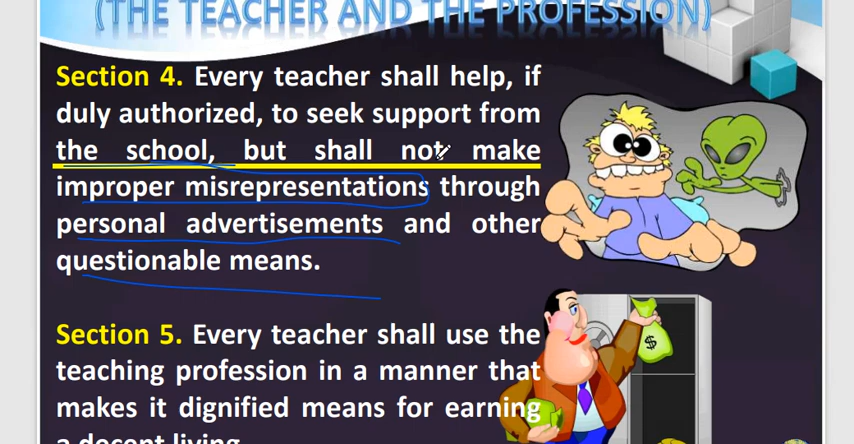 (THE TEACHER AND THE PROFESSION)
Section 4. Every teacher shall help, if
duly authorized, to seek support from
the school, but shall not make
improper misrepresentations through
personal advertisements and other
questionable means.
Section 5. Every teacher shall use the
teaching profession in a manner that
makes it dignified means for earning
a decent living.
$